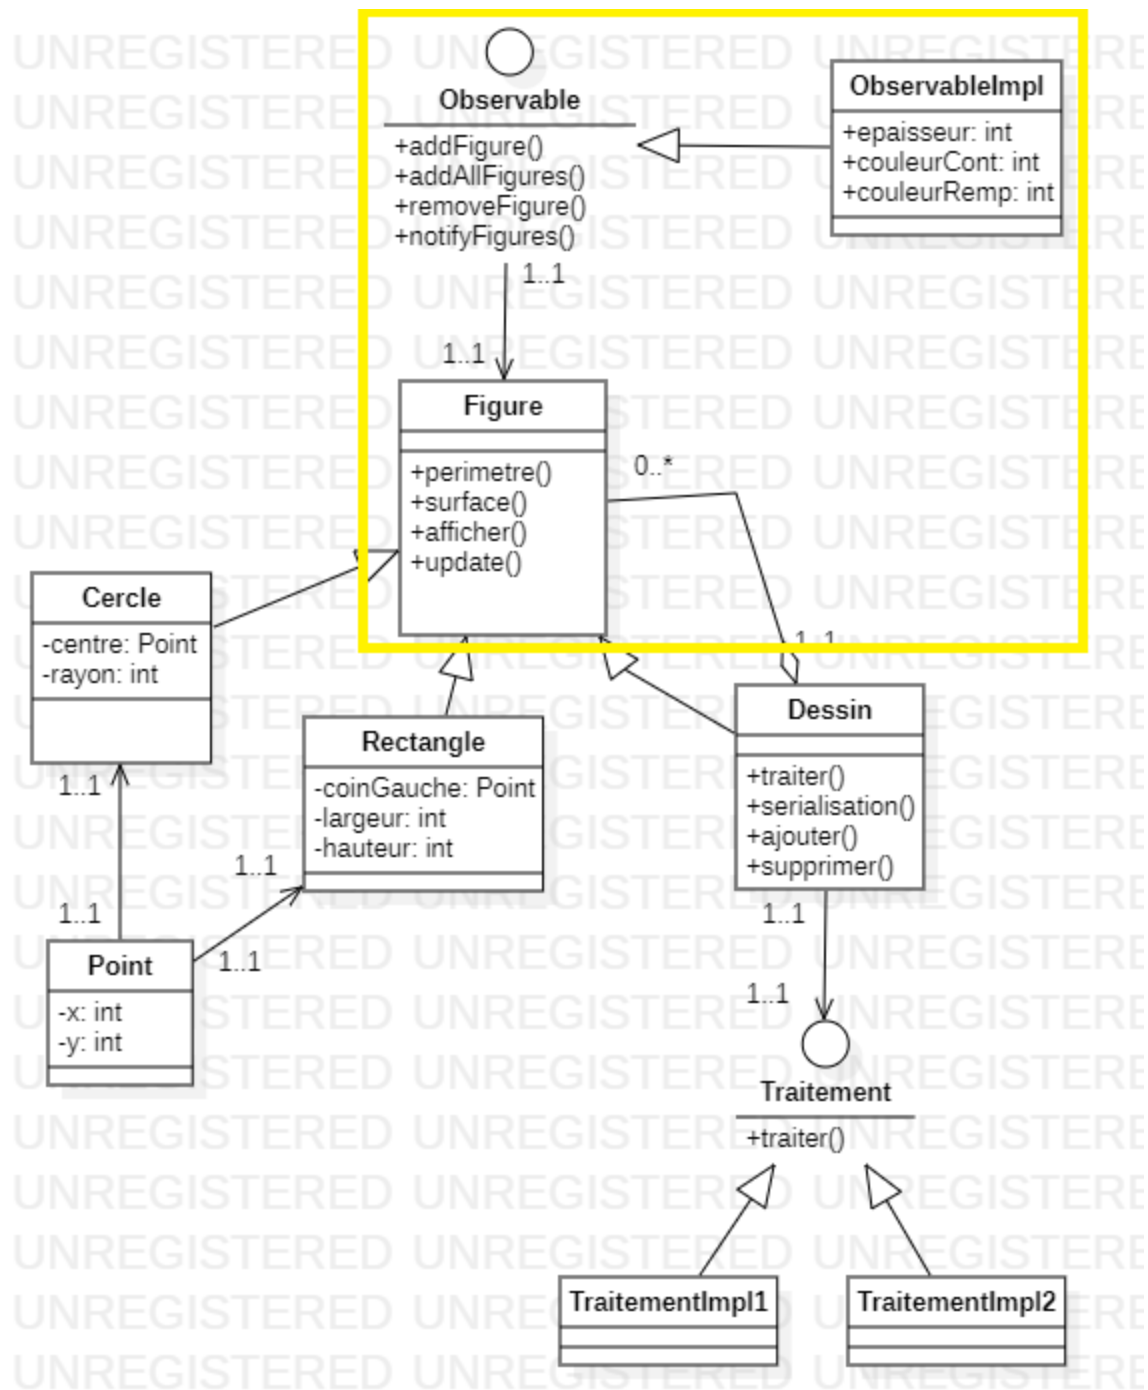 Observable
+addFigure()
+addAllFigures()
+removeFigure()
+notifyFigures()
ObservableImpl
+epaisseur: int
+couleurCont: int
+couleurRemp: int
1..1
1..1
Figure
+perimetre()
+surface()
+afficher()
+update()
0..*
1..1
Cercle
-centre: Point
-rayon: int
1..1
Rectangle
-coinGauche: Point
-largeur: int
-hauteur: int
1..1
Dessin
+traiter()
+serialisation()
+ajouter()
+supprimer()
1..1
1..1
1..1
Point
-x: int
-y: int
1..1
Traitement
+traiter()
TraitementImpl1
TraitementImpl2
UNREGISTERED